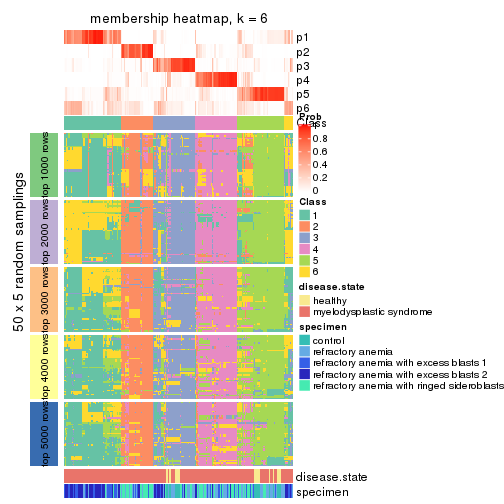 membership heatmap, k = 6
p1
p2
p3
p4
p5
p6
Class
Prob
1
0.8
0.6
0.4
0.2
0
Class
1
2
3
4
5
6
disease.state
healthy
myelodysplastic syndrome
specimen
control
refractory anemia
refractory anemia with excess blasts 1
refractory anemia with excess blasts 2
refractory anemia with ringed sideroblasts
50 x 5 random samplings
top 1000 rows
top 2000 rows
top 3000 rows
top 4000 rows
top 5000 rows
disease.state
specimen